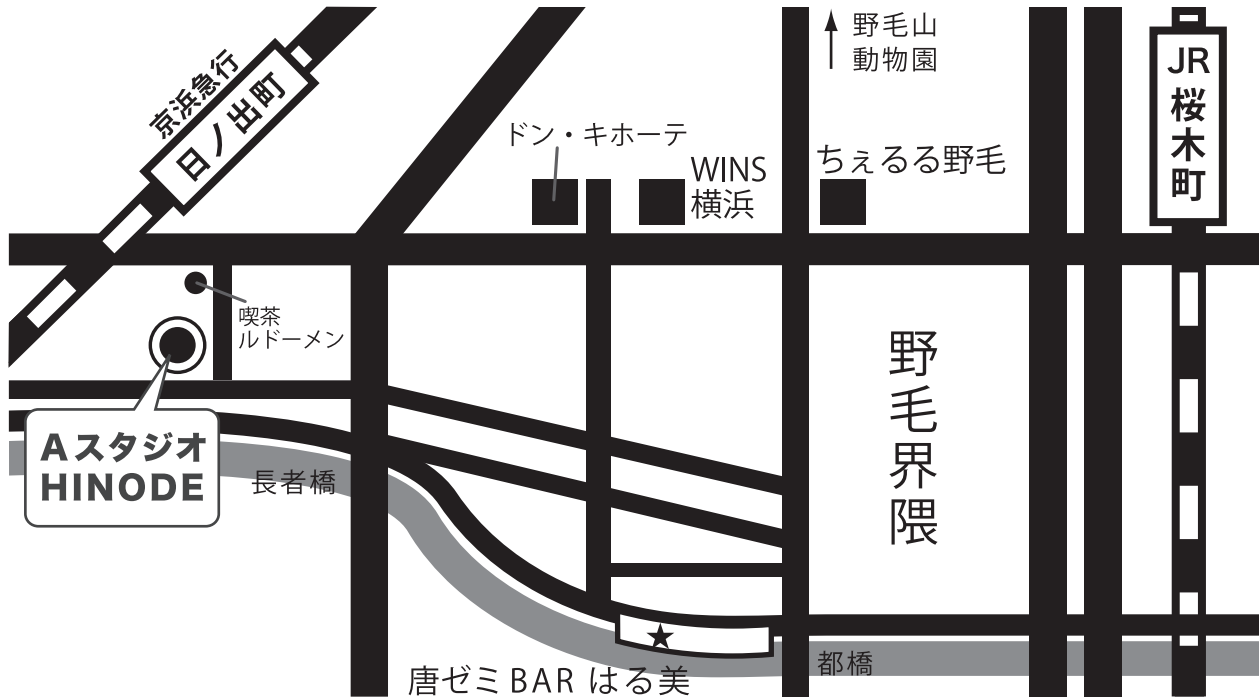 野毛山
動物園
JR
桜木町
京浜急行
日ノ出町
ドン・キホーテ
WINS
横浜
ちぇるる野毛
喫茶
ルドーメン
野毛界隈
Aスタジオ
HINODE
長者橋
都橋
唐ゼミBAR はる美